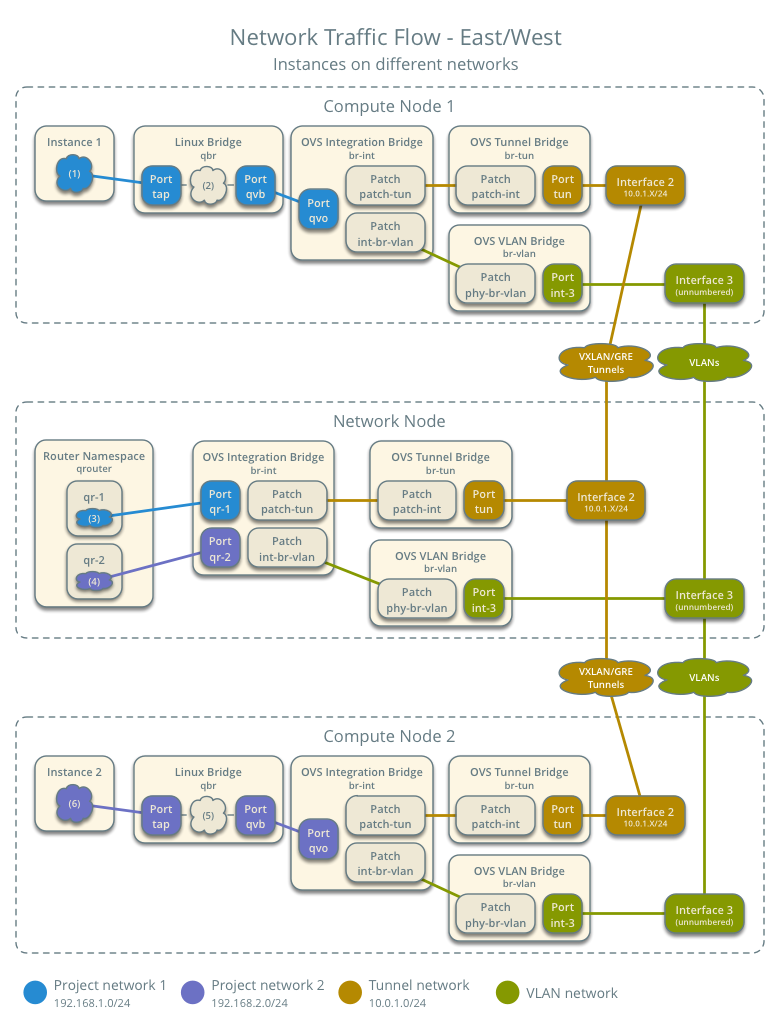 Network Traffic Flow - East/West
Instances on different networks
Compute Node 1
Instance 1
(1)
Linux Bridge
qbr
Port
tap
(2)
Port
qvb
OVS Integration Bridge
br-int
Port
qvo
Patch
patch-tun
Patch
int-br-vlan
OVS Tunnel Bridge
br-tun
Patch
patch-int
Port
tun
Interface 2
10.0.1.X/24
OVS VLAN Bridge
br-vlan
Patch
phy-br-vlan
Port
int-3
Interface 3
(unnumbered)
VXLAN/GRE
Tunnels
VLANs
Network Node
Router Namespace
qrouter
qr-1
(3)
qr-2
(4)
OVS Integration Bridge
br-int
Port
qr-1
Patch
patch-tun
Port
qr-2
Patch
int-br-vlan
OVS Tunnel Bridge
br-tun
Patch
patch-int
Port
tun
Interface 2
10.0.1.X/24
OVS VLAN Bridge
br-vlan
Patch
phy-br-vlan
Port
int-3
Interface 3
(unnumbered)
VXLAN/GRE
Tunnels
VLANs
Compute Node 2
Instance 2
(6)
Linux Bridge
qbr
Port
tap
(5)
Port
qvb
OVS Integration Bridge
br-int
Port
qvo
Patch
patch-tun
Patch
int-br-vlan
OVS Tunnel Bridge
br-tun
Patch
patch-int
Port
tun
Interface 2
10.0.1.X/24
OVS VLAN Bridge
br-vlan
Patch
phy-br-vlan
Port
int-3
Interface 3
(unnumbered)
Project network 1
192.168.1.0/24
Project network 2
192.168.2.0/24
Tunnel network
10.0.1.0/24
VLAN network